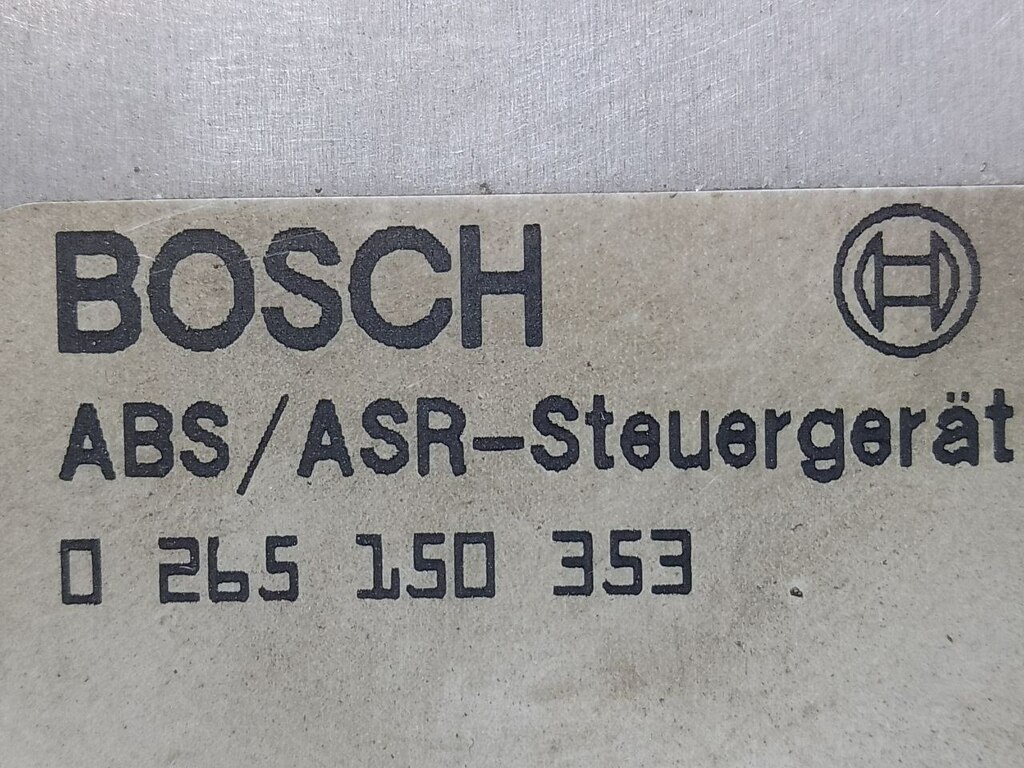 BOSCH
ABS/ASR-Steuergerät
0 265 150 353